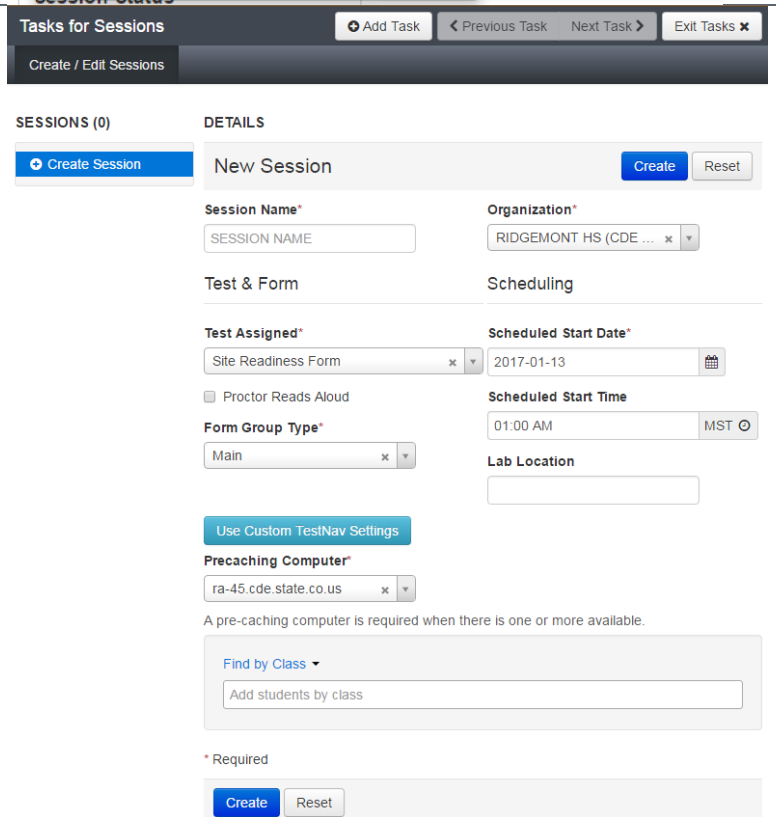 Session Status
Tasks for Sessions
Add Task
Previous Task
Next Task
Exit Tasks
Create / Edit Sessions
SESSIONS (0)
DETAILS
Create Session
New Session
Create
Reset
Session Name*
Organization*
SESSION NAME
RIDGEMONT HS (CDE ...
Test & Form
Scheduling
Test Assigned*
Scheduled Start Date*
Site Readiness Form
2017-01-13
Proctor Reads Aloud
Scheduled Start Time
Form Group Type*
01:00 AM
MST
Main
Lab Location
Use Custom TestNav Settings
Precaching Computer*
ra-45.cde.state.co.us
A pre-caching computer is required when there is one or more available.
Find by Class
Add students by class
* Required
Create
Reset